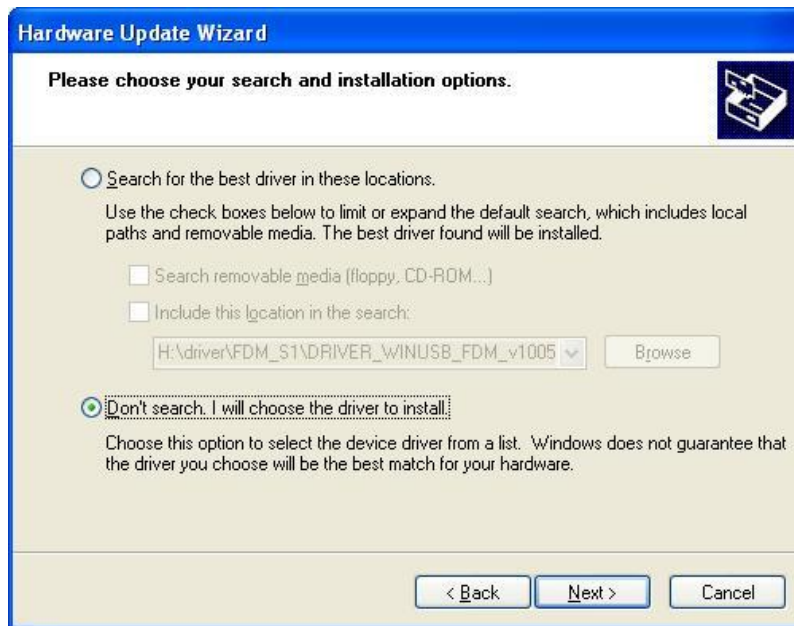 Hardware Update Wizard
Please choose your search and installation options.
Search for the best driver in these locations.
Use the check boxes below to limit or expand the default search, which includes local
paths and removable media. The best driver found will be installed.
Search removable media (floppy, CD-ROM...)
Include this location in the search:
H:\driver\FDM_S1\DRIVER_WINUSB_FDM_v1005
Browse
Don't search. I will choose the driver to install.
Choose this option to select the device driver from a list.  Windows does not guarantee that
the driver you choose will be the best match for your hardware.
< Back
Next >
Cancel